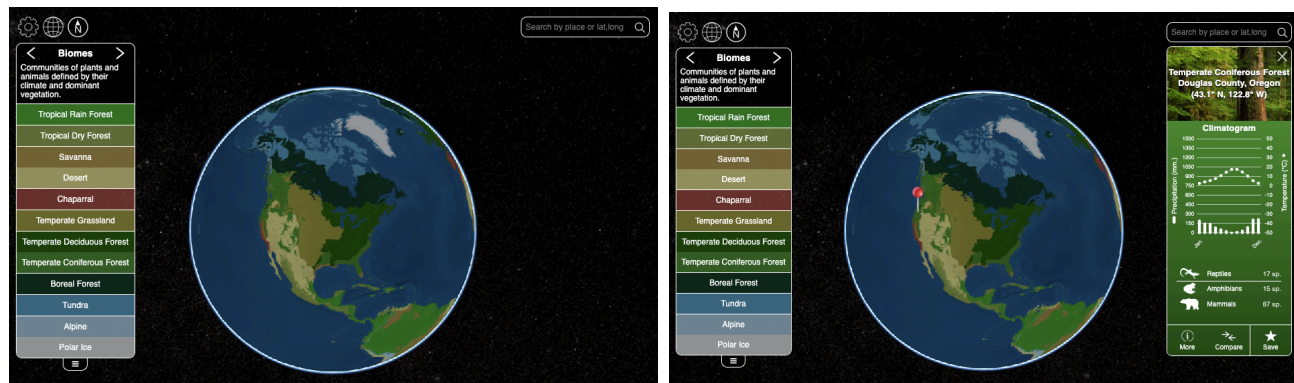 N
Search by place or lat,long
Biomes
Communities of plants and
animals defined by their
climate and dominant
vegetation.
Tropical Rain Forest
Tropical Dry Forest
Savanna
Desert
Chaparral
Temperate Grassland
Temperate Deciduous Forest
Temperate Coniferous Forest
Boreal Forest
Tundra
Alpine
Polar Ice
N
Search by place or lat,long
Biomes
Communities of plants and
animals defined by their
climate and dominant
vegetation.
Tropical Rain Forest
Tropical Dry Forest
Savanna
Desert
Chaparral
Temperate Grassland
Temperate Deciduous Forest
Temperate Coniferous Forest
Boreal Forest
Tundra
Alpine
Polar Ice
Temperate Coniferous Forest
Douglas County, Oregon
(43.1° N, 122.8° W)
Climatogram
Precipitation (mm.)
1500
1350
1200
1050
900
750
600
450
300
150
0
50
40
30
20
10
0
-10
-20
-30
-40
-50
Temperature (°C)
Jan.
Dec.
Reptiles 17 sp.
Amphibians 15 sp.
Mammals 87 sp.
More
Compare
Save